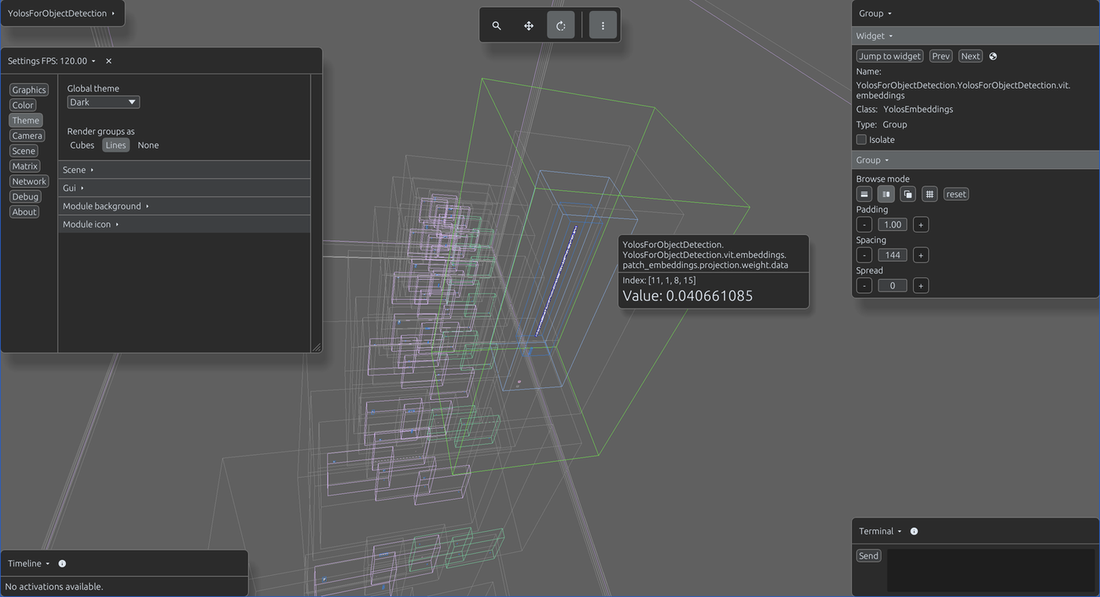 YolosForObjectDetection
Settings FPS: 120.00
Graphics
Color
Theme
Camera
Scene
Matrix
Network
Debug
About
Global theme
Dark
Render groups as
Cubes Lines None
Scene
Gui
Module background
Module icon
YolosForObjectDetection.
YolosForObjectDetection.vit.embeddings.
patch_embeddings.projection.weight.data
Index: [11, 1, 8, 15]
Value: 0.040661085
Group
Widget
Jump to widget Prev Next
Name:
YolosForObjectDetection.YolosForObjectDetection.vit.
embeddings
Class: YolosEmbeddings
Type: Group
Isolate
Group
Browse mode
reset
Padding
- 1.00 +
Spacing
- 144 +
Spread
- 0 +
Timeline
No activations available.
Terminal
Send